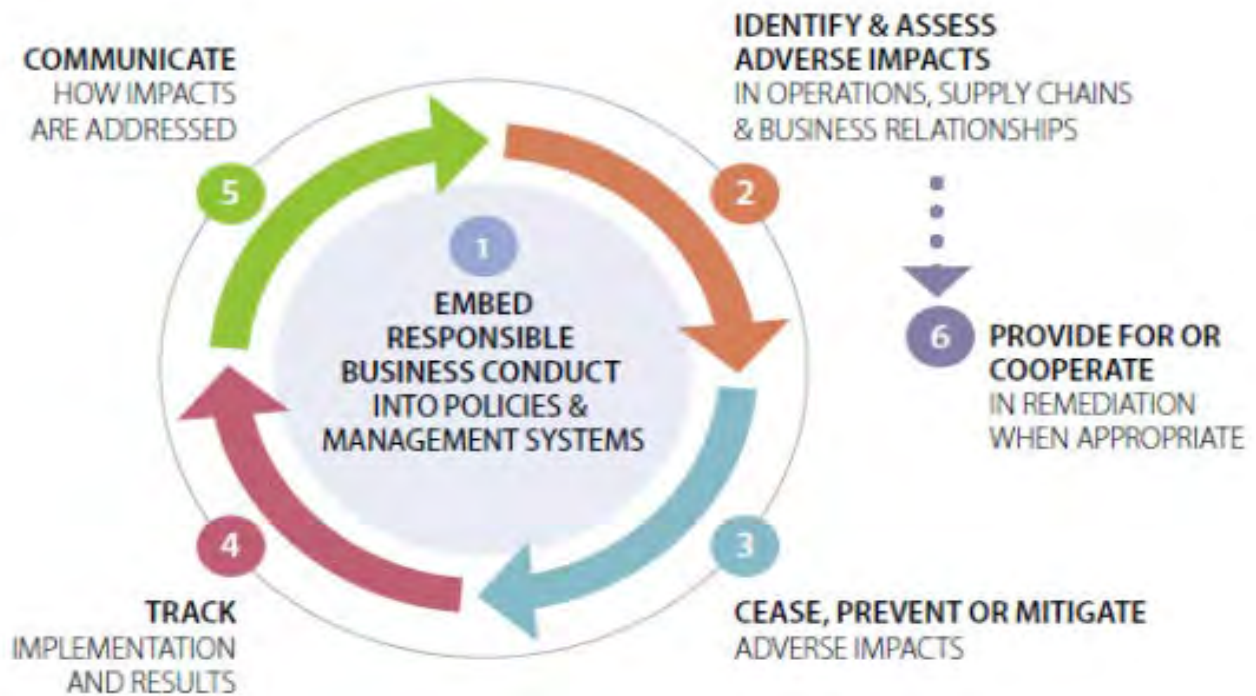 COMMUNICATE
HOW IMPACTS
ARE ADDRESSED
5
IDENTIFY & ASSESS
ADVERSE IMPACTS
IN OPERATIONS, SUPPLY CHAINS
& BUSINESS RELATIONSHIPS
2
1
EMBED
RESPONSIBLE
BUSINESS CONDUCT
INTO POLICIES &
MANAGEMENT SYSTEMS
6
PROVIDE FOR OR
COOPERATE
IN REMEDIATION
WHEN APPROPRIATE
4
TRACK
IMPLEMENTATION
AND RESULTS
3
CEASE, PREVENT OR MITIGATE
ADVERSE IMPACTS